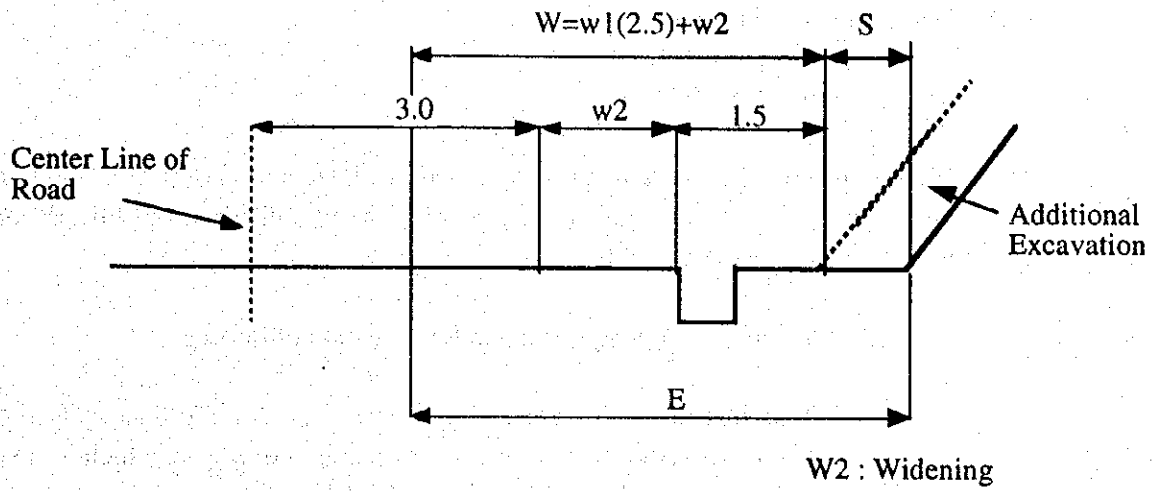 W=w1(2.5)+w2
S
3.0
w2
1.5
Center Line of
Road
Additional
Excavation
E
W2 : Widening